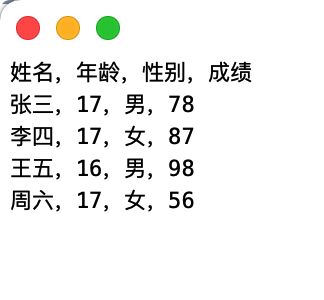 姓名，年龄，性别，成绩
张三，17，男，78
李四，17，女，87
王五，16，男，98
周六，17，女，56